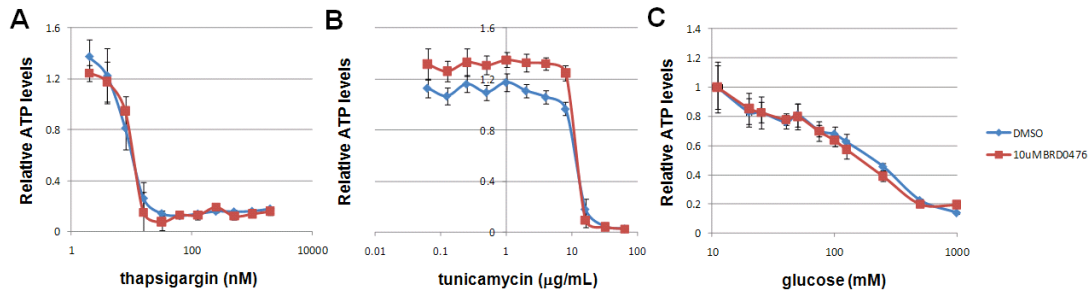 A
Relative ATP levels
1.6
1.2
0.8
0.4
0
1
100
10000
thapsigargin (nM)
B
Relative ATP levels
1.6
1.2
0.8
0.4
0
0.01
0.1
1
10
100
tunicamycin (μg/mL)
C
Relative ATP levels
1.4
1.2
1
0.8
0.6
0.4
0.2
0
10
100
1000
glucose (mM)
DMSO
10uMBRD0476